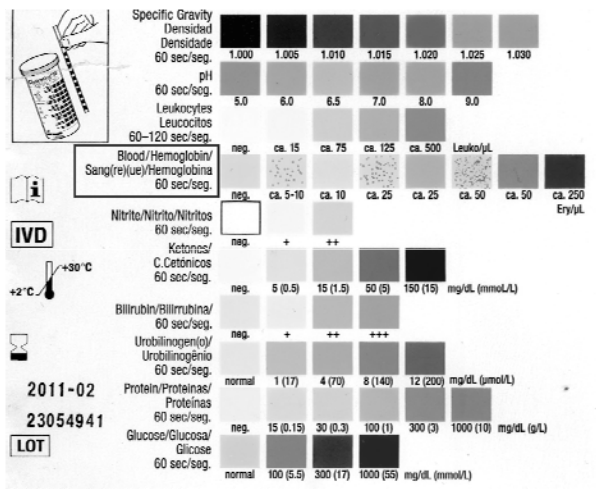 Specific Gravity
Densidad
Densidade
60 sec/seg.
1.000 1.005 1.010 1.015 1.020 1.025 1.030
pH
60 sec/seg.
5.0 6.0 6.5 7.0 8.0 9.0
Leukocytes
Leucocitos
60–120 sec/seg.
neg. ca. 15 ca. 75 ca. 125 ca. 500 Leuko/µL
Blood/Hemoglobin/
Sang(re)(ue)/Hemoglobina
60 sec/seg.
neg. ca. 5-10 ca. 10 ca. 25 ca. 25 ca. 50 ca. 50 ca. 250
Ery/µL
Nitrite/Nitrito/Nitritos
60 sec/seg.
neg. + ++
IVD
Ketones/
C.Cetónicos
60 sec/seg.
neg. 5 (0.5) 15 (1.5) 50 (5) 150 (15) mg/dL (mmoL/L)
+30°C
+2°C
Bilirubin/Bilirrubina/
60 sec/seg.
neg. + ++ +++
Urobilinogen(o)/
Urobilinogênio
60 sec/seg.
normal 1 (17) 4 (70) 8 (140) 12 (200) mg/dL (µmol/L)
2011-02
Protein/Proteinas/
Proteínas
60 sec/seg.
neg. 15 (0.15) 30 (0.3) 100 (1) 300 (3) 1000 (10) mg/dL (g/L)
23054941
LOT
Glucose/Glucosa/
Glicose
60 sec/seg.
normal 100 (5.5) 300 (17) 1000 (55) mg/dL (mmol/L)